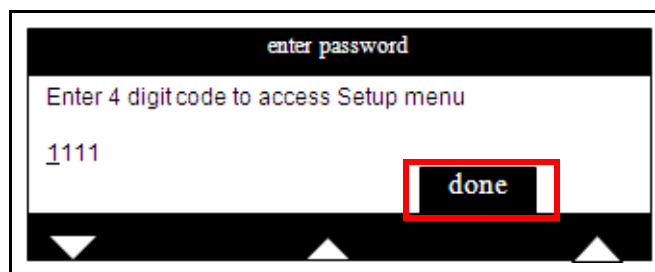 enter password
Enter 4 digit code to access Setup menu
1111
done